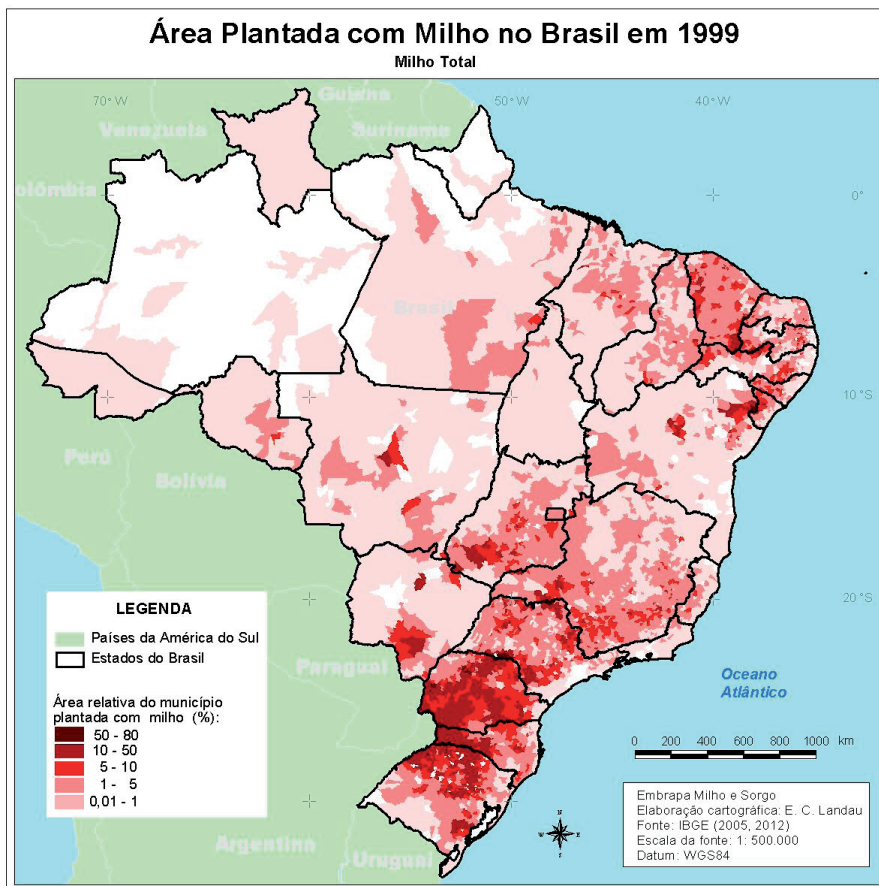 Área Plantada com Milho no Brasil em 1999
Milho Total
70° W
50° W
40° W
Guiana
Venezuela
Suriname
olômbia
0°
Brasil
10° S
Perú
Bolívia
20° S
LEGENDA
Países da América do Sul
Estados do Brasil
Paraguai
Oceano
Atlântico
Área relativa do município
plantada com milho (%):
50 - 80
10 - 50
5 - 10
1 - 5
0,01 - 1
0 200 400 600 800 1000 km
Embrapa Milho e Sorgo
Elaboração cartográfica: E. C. Landau
Fonte: IBGE (2005, 2012)
Escala da fonte: 1: 500.000
Datum: WGS84
N
W E
S
Argentina
Uruguai